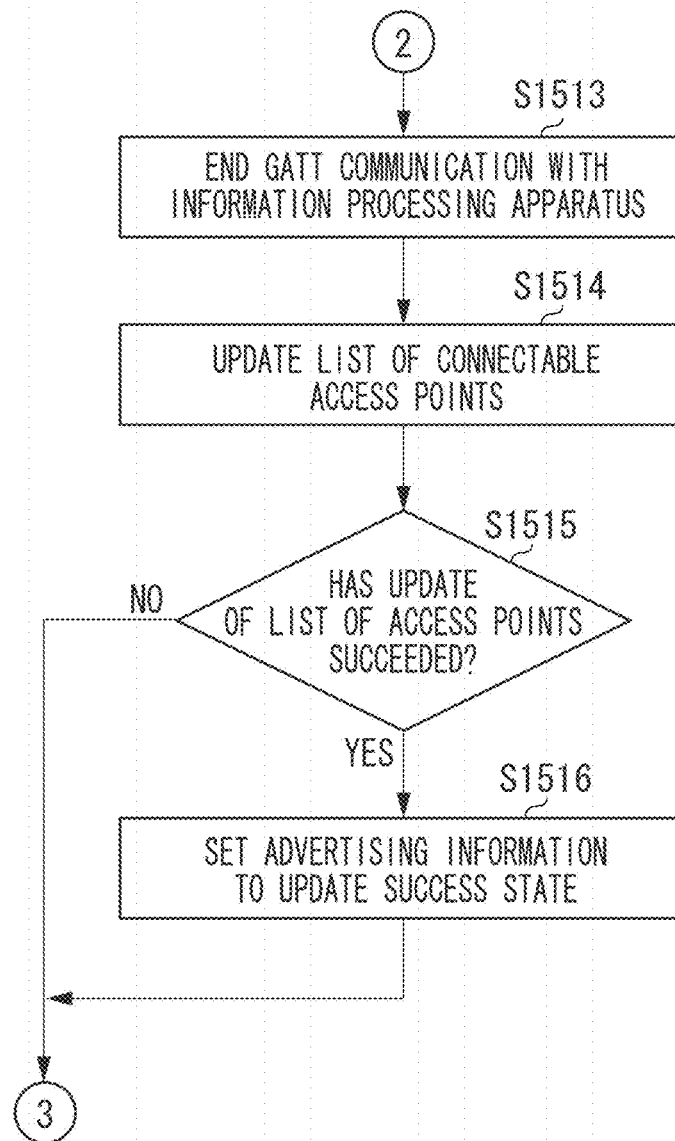 2
S1513
END GATT COMMUNICATION WITH
INFORMATION PROCESSING APPARATUS
S1514
UPDATE LIST OF CONNECTABLE
ACCESS POINTS
S1515
HAS UPDATE
OF LIST OF ACCESS POINTS
SUCCEEDED?
NO
YES
S1516
SET ADVERTISING INFORMATION
TO UPDATE SUCCESS STATE
3